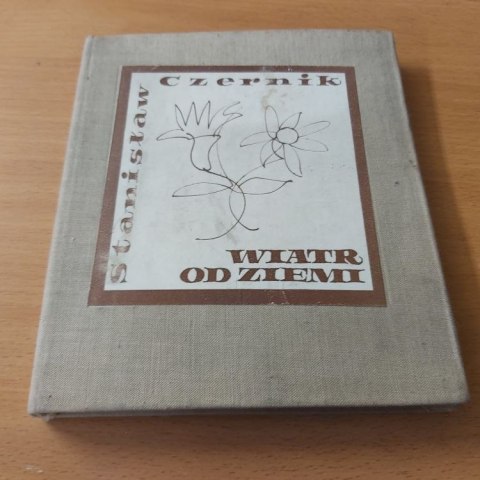 Stanisław
Czernik
WIATR
OD ZIEMI